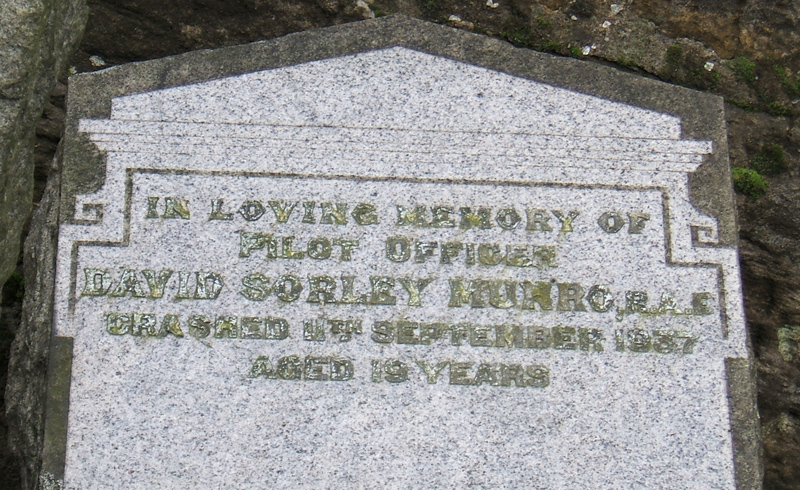 IN LOVING MEMORY OF
PILOT OFFICER
DAVID SORLEY MUNRO, R.A.F.
CRASHED 11TH SEPTEMBER 1937
AGED 19 YEARS